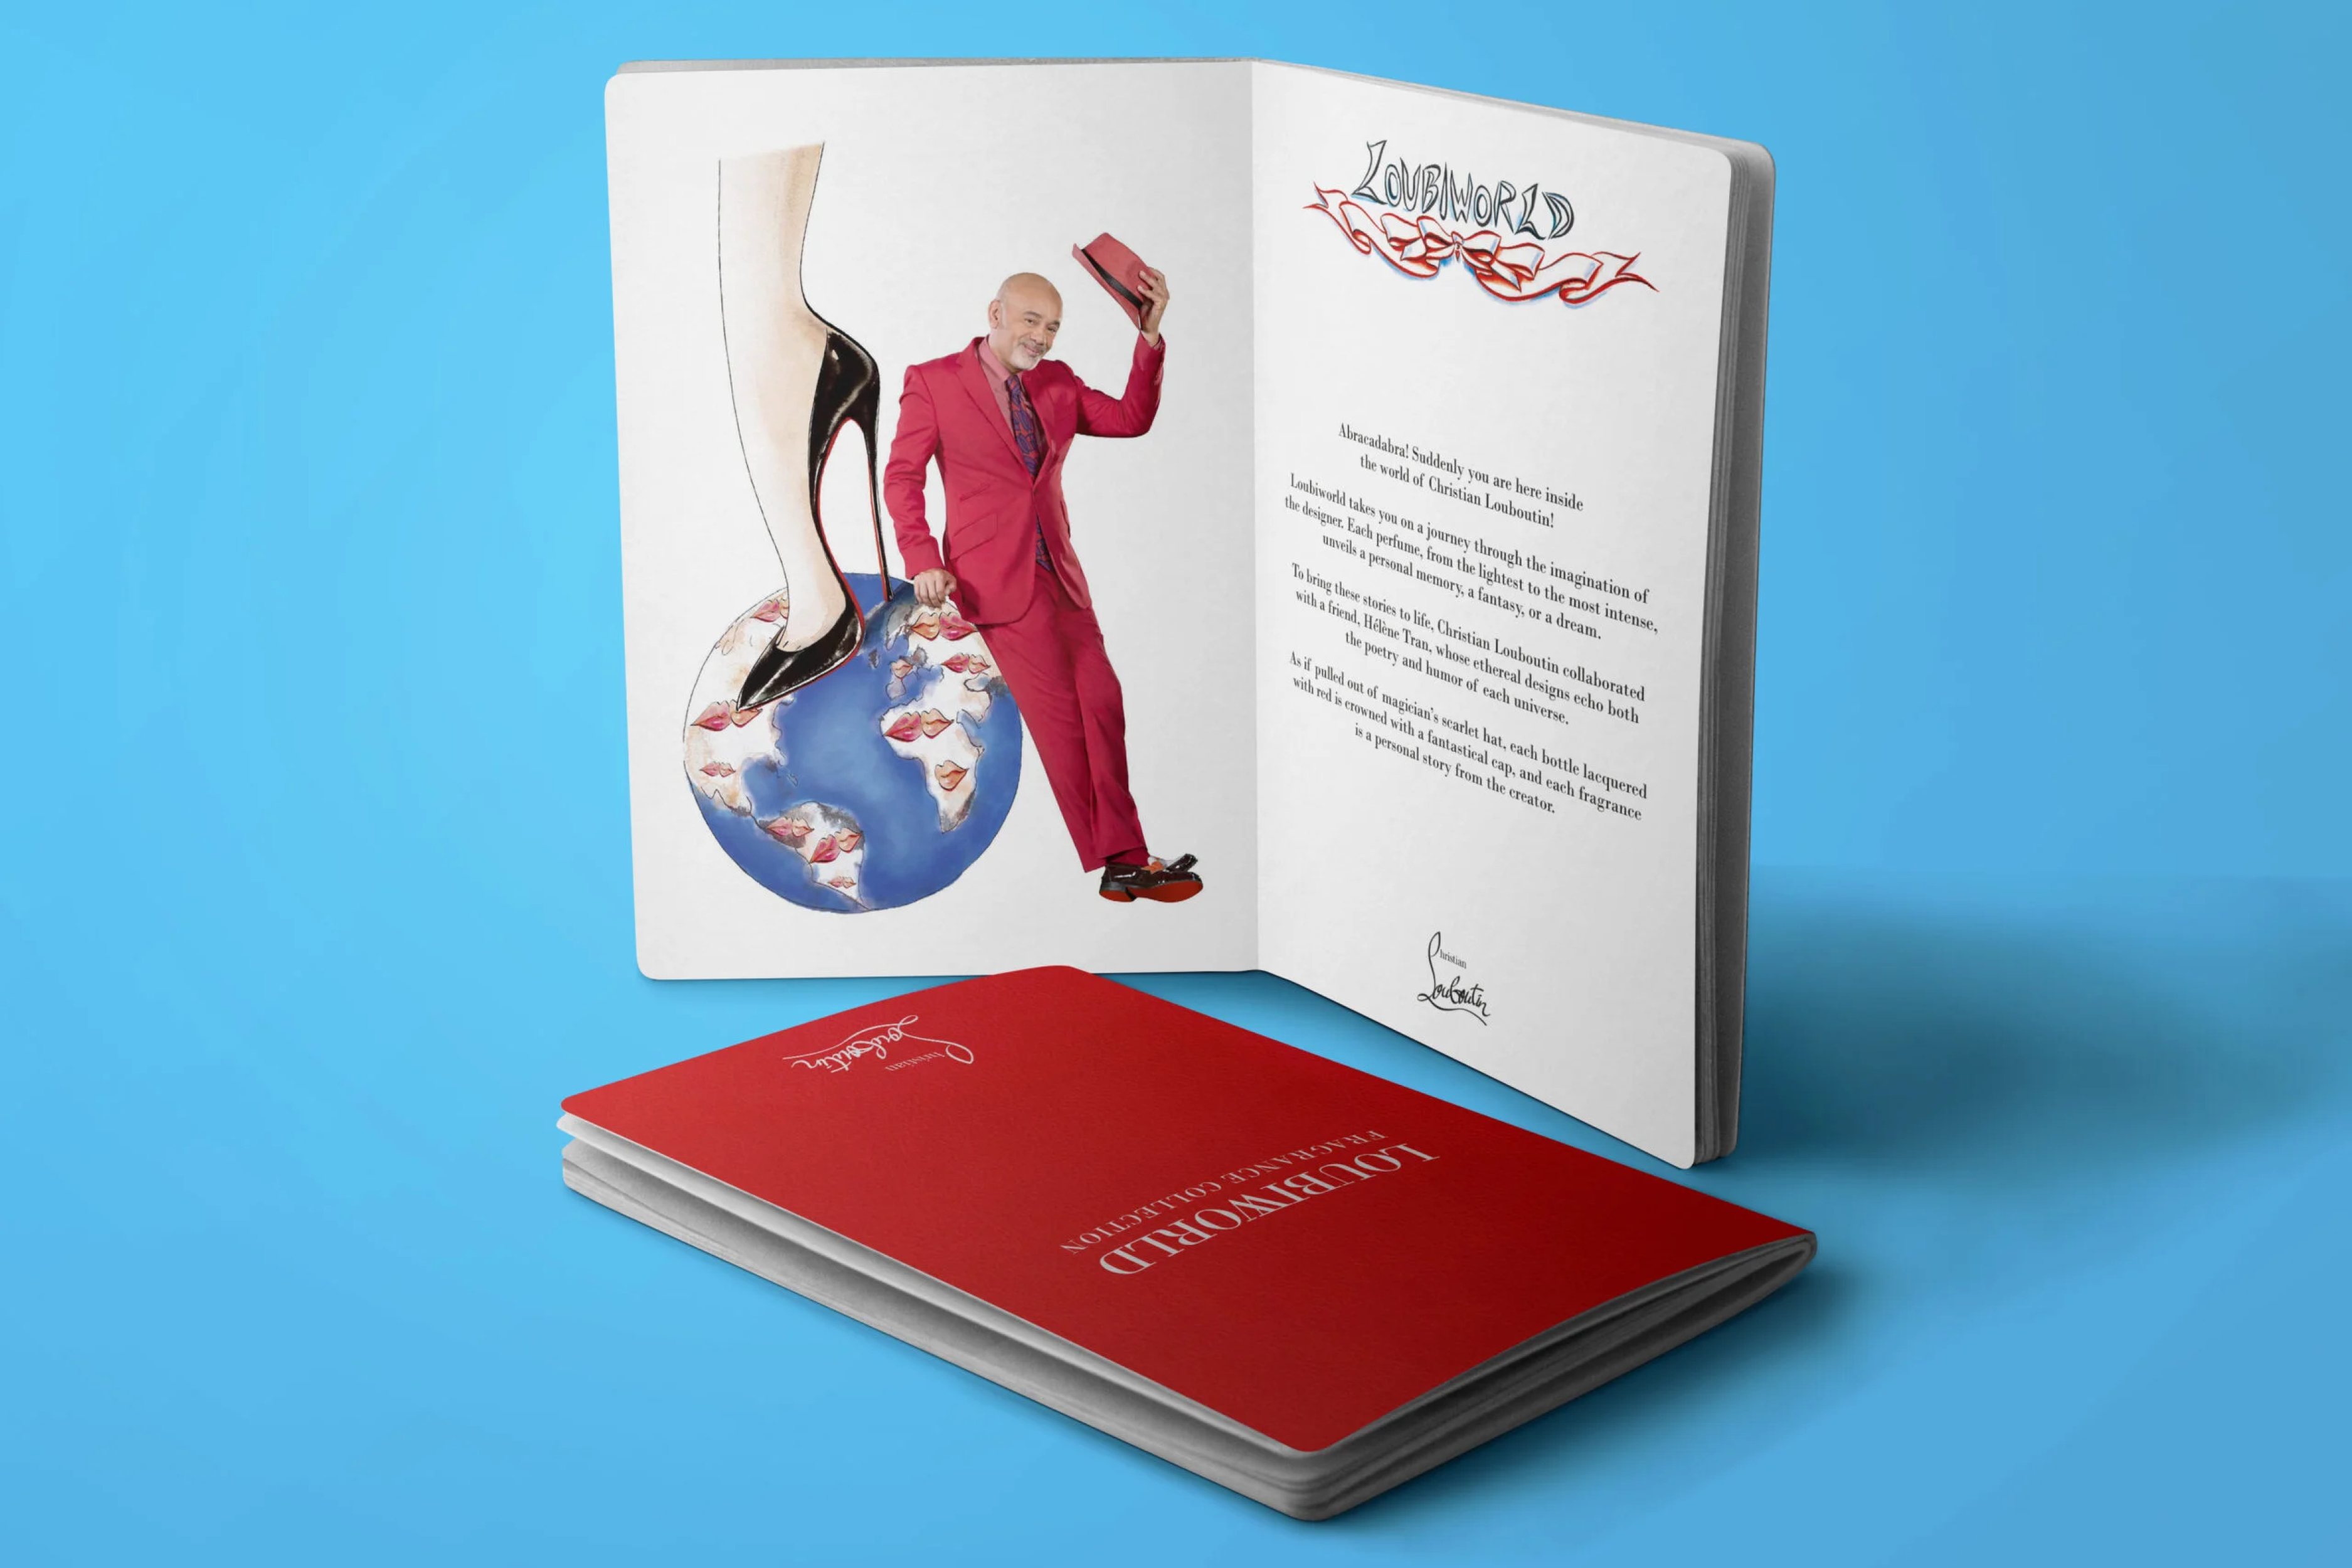 LOUBIWORLD
Abracadabra! Suddenly you are here inside
the world of Christian Louboutin!
Loubiworld takes you on a journey through the imagination of
the designer. Each perfume, from the lightest to the most intense,
unveils a personal memory, a fantasy, or a dream.
To bring these stories to life, Christian Louboutin collaborated
with a friend, Hélène Tran, whose ethereal designs echo both
the poetry and humor of each universe.
As if pulled out of magician's scarlet hat, each bottle lacquered
with red is crowned with a fantastical cap, and each fragrance
is a personal story from the creator.
Christian
Louboutin
LOUBIWORLD
FRAGRANCE COLLECTION
Christian
Louboutin